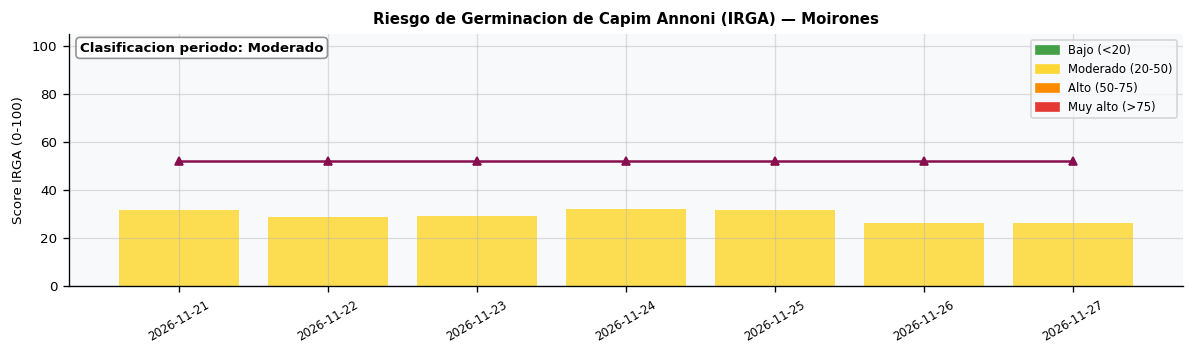 Riesgo de Germinacion de Capim Annoni (IRGA) — Moirones
Clasificacion periodo: Moderado
Bajo (<20)
Moderado (20-50)
Alto (50-75)
Muy alto (>75)
Score IRGA (0-100)
100
80
60
40
20
0
2026-11-21
2026-11-22
2026-11-23
2026-11-24
2026-11-25
2026-11-26
2026-11-27